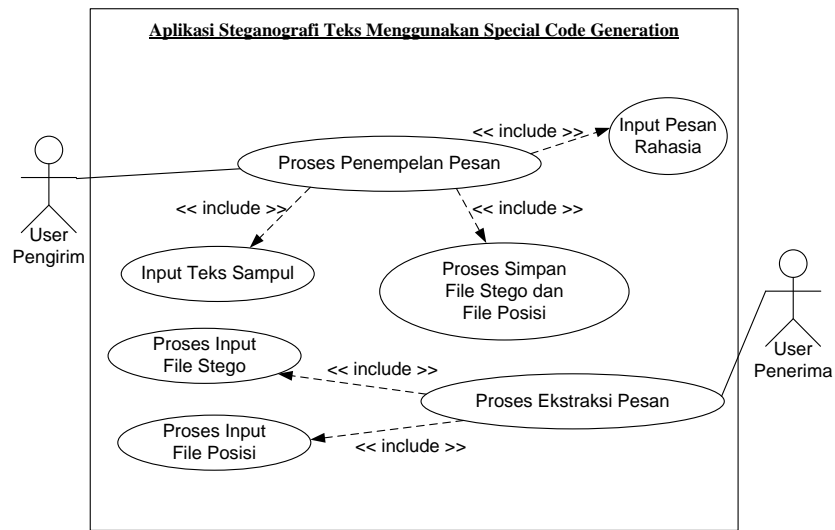 Aplikasi Steganografi Teks Menggunakan Special Code Generation
<< include >>
Input Pesan
Rahasia
Proses Penempelan Pesan
<< include >>
<< include >>
User
Pengirim
Input Teks Sampul
Proses Simpan
File Stego dan
File Posisi
Proses Input
File Stego
<< include >>
User
Penerima
Proses Ekstraksi Pesan
Proses Input
File Posisi
<< include >>